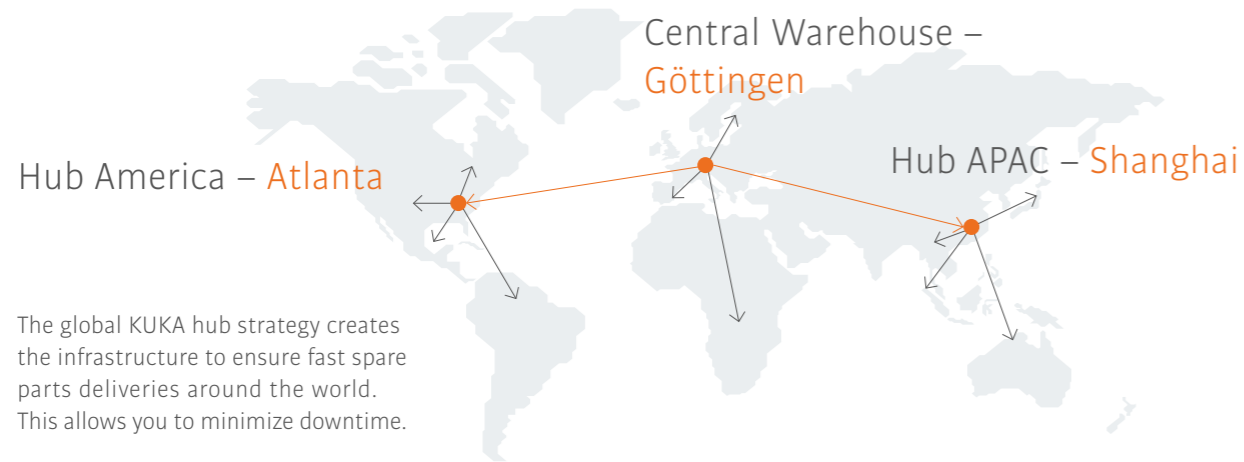 Central Warehouse –
Göttingen
Hub America – Atlanta
Hub APAC – Shanghai
The global KUKA hub strategy creates
the infrastructure to ensure fast spare
parts deliveries around the world.
This allows you to minimize downtime.